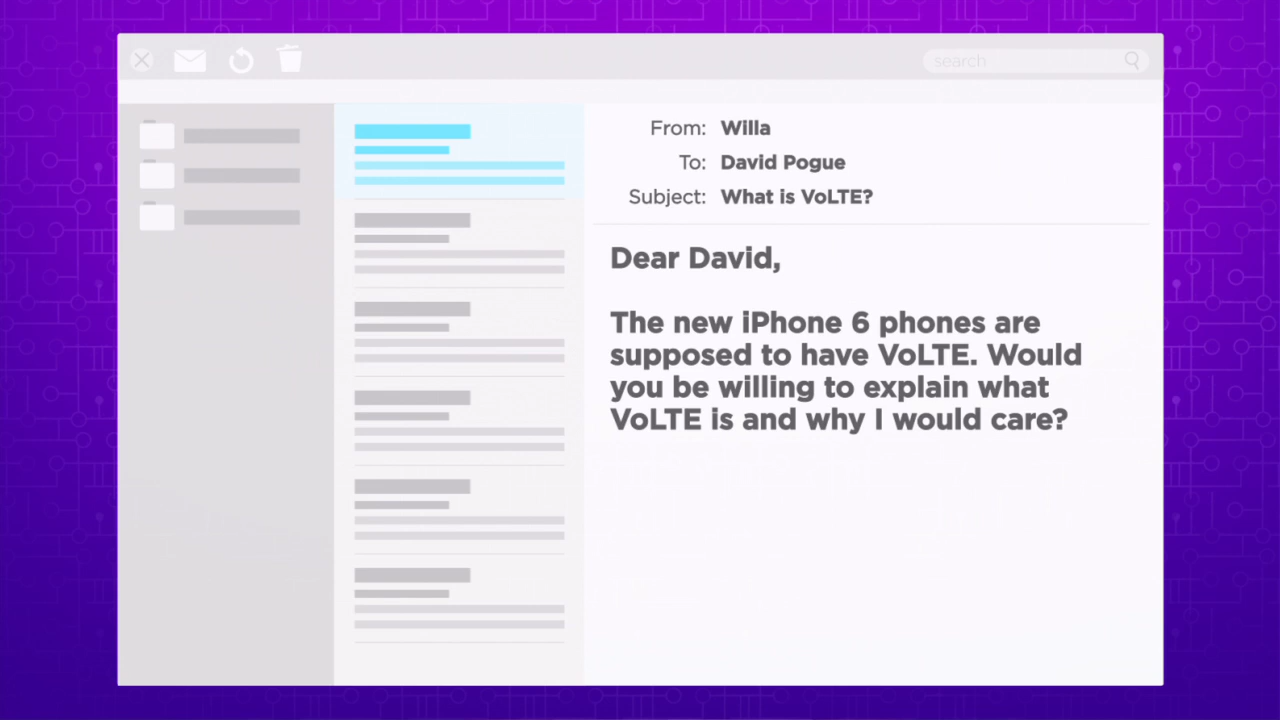 search
From: Willa
To: David Pogue
Subject: What is VoLTE?
Dear David,
The new iPhone 6 phones are
supposed to have VoLTE. Would
you be willing to explain what
VoLTE is and why I would care?